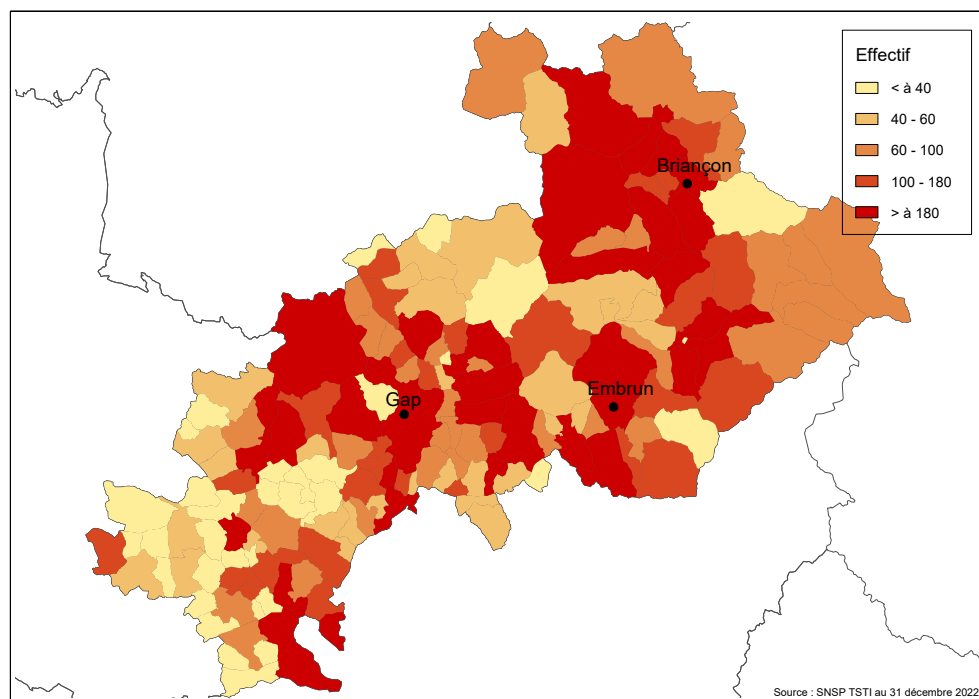 Effectif
< à 40
40 - 60
60 - 100
100 - 180
> à 180
Briançon
Embrun
Gap
Source : SNSP TSTI au 31 décembre 2022